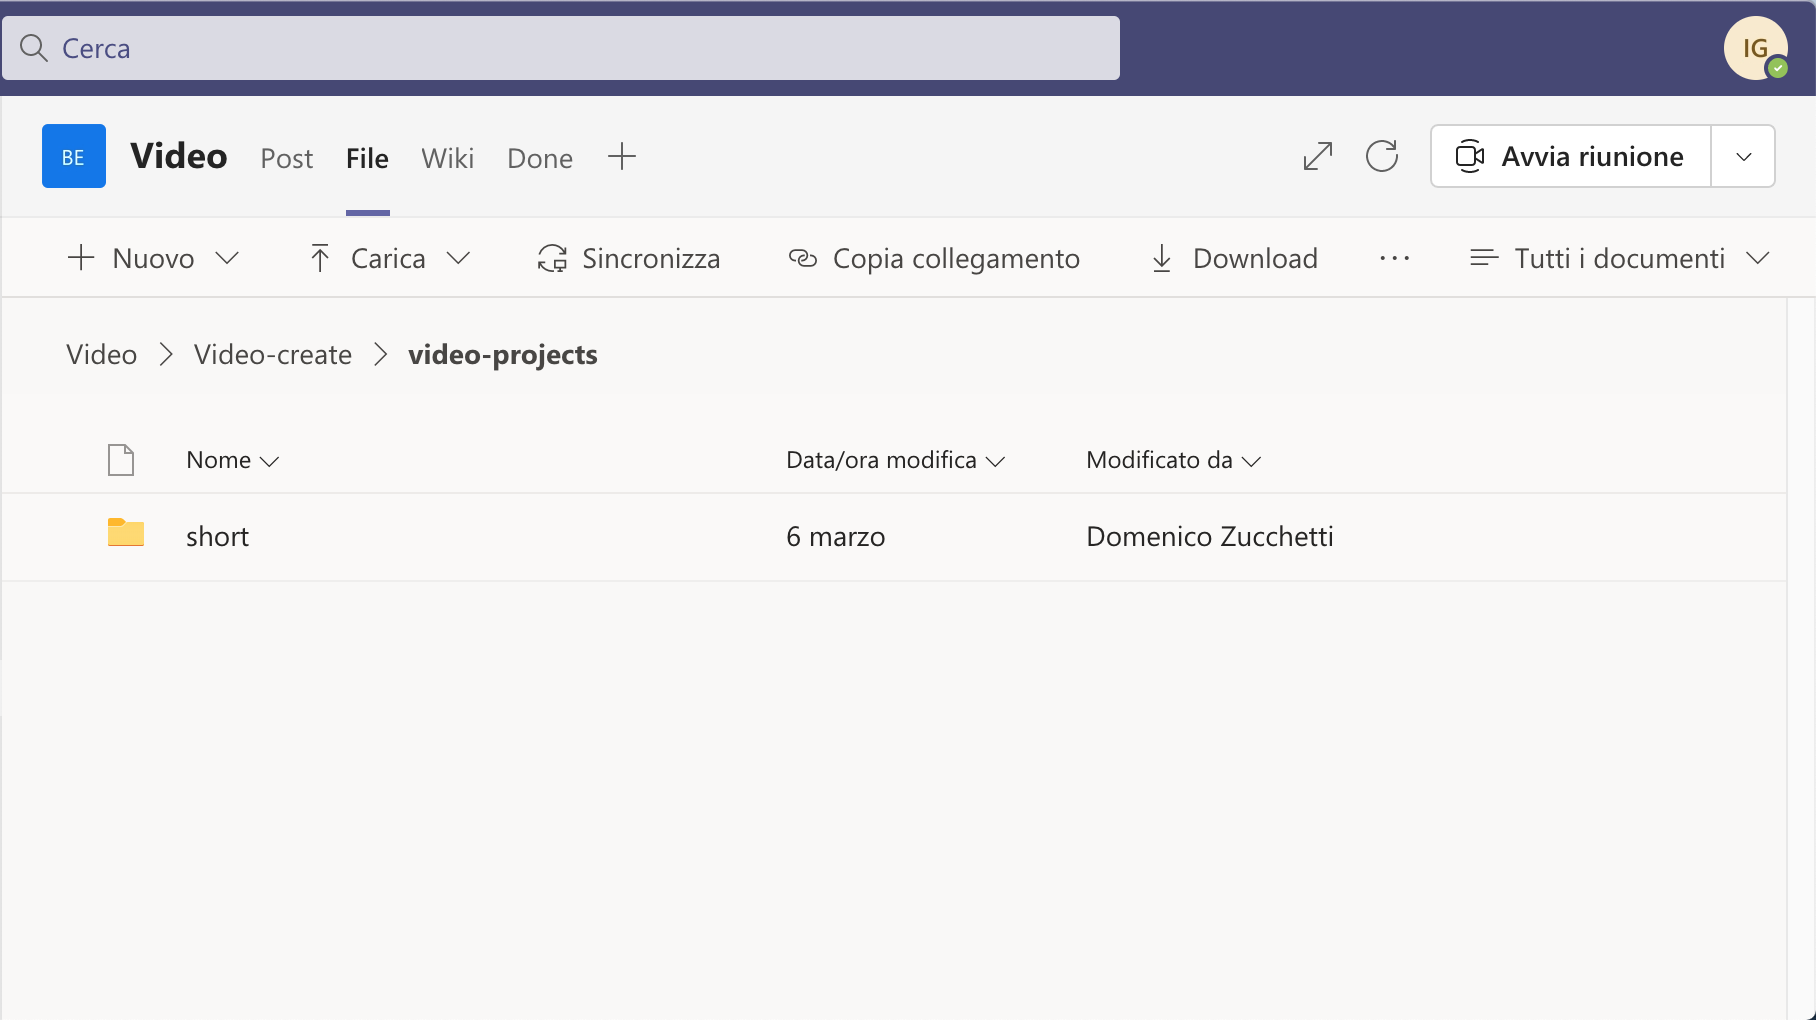 Cerca
IG
BE Video Post File Wiki Done
Avvia riunione
Nuovo Carica Sincronizza Copia collegamento Download ··· Tutti i documenti
Video > Video-create > video-projects
Nome Data/ora modifica Modificato da
short 6 marzo Domenico Zucchetti